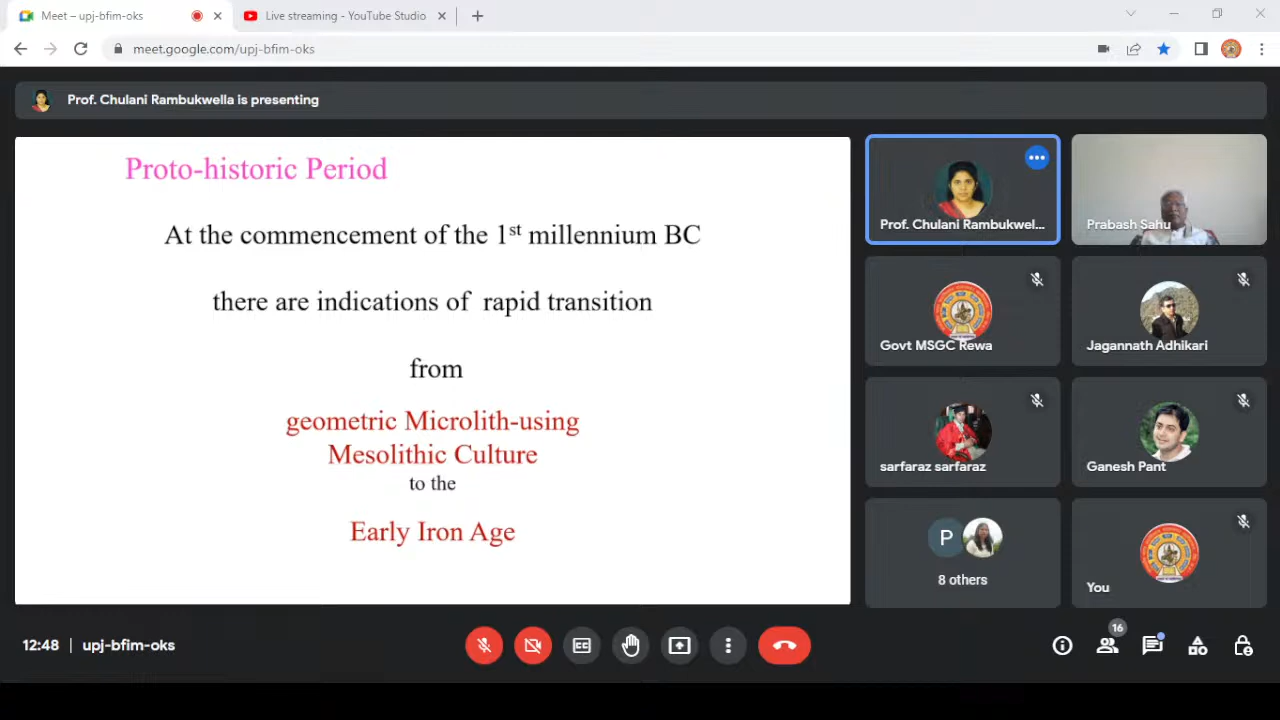 Meet – upj-bfim-oks
Live streaming - YouTube Studio
meet.google.com/upj-bfim-oks
Prof. Chulani Rambukwella is presenting
Proto-historic Period
At the commencement of the 1st millennium BC
there are indications of rapid transition
from
geometric Microlith-using
Mesolithic Culture
to the
Early Iron Age
Prof. Chulani Rambukwel...
Prabash Sahu
Govt MSGC Rewa
Jagannath Adhikari
sarfaraz sarfaraz
Ganesh Pant
P
8 others
You
12:48 | upj-bfim-oks
CC
16